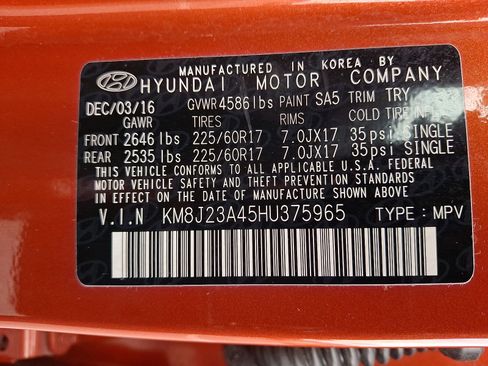 MANUFACTURED IN KOREA BY
HYUNDAI MOTOR COMPANY
DEC/03/16 GVWR 4586 lbs PAINT SA5 TRIM TRY
GAWR TIRES RIMS COLD TIRE
FRONT 2646 lbs 225/60R17 7.0JX17 35psi SINGLE
REAR 2535 lbs 225/60R17 7.0JX17 35psi SINGLE
THIS VEHICLE CONFORMS TO ALL APPLICABLE U.S.A. FEDERAL
MOTOR VEHICLE SAFETY AND THEFT PREVENTION STANDARDS
IN EFFECT ON THE DATE OF MANUFACTURE SHOWN ABOVE.
V.I.N KM8J23A45HU375965 TYPE : MPV